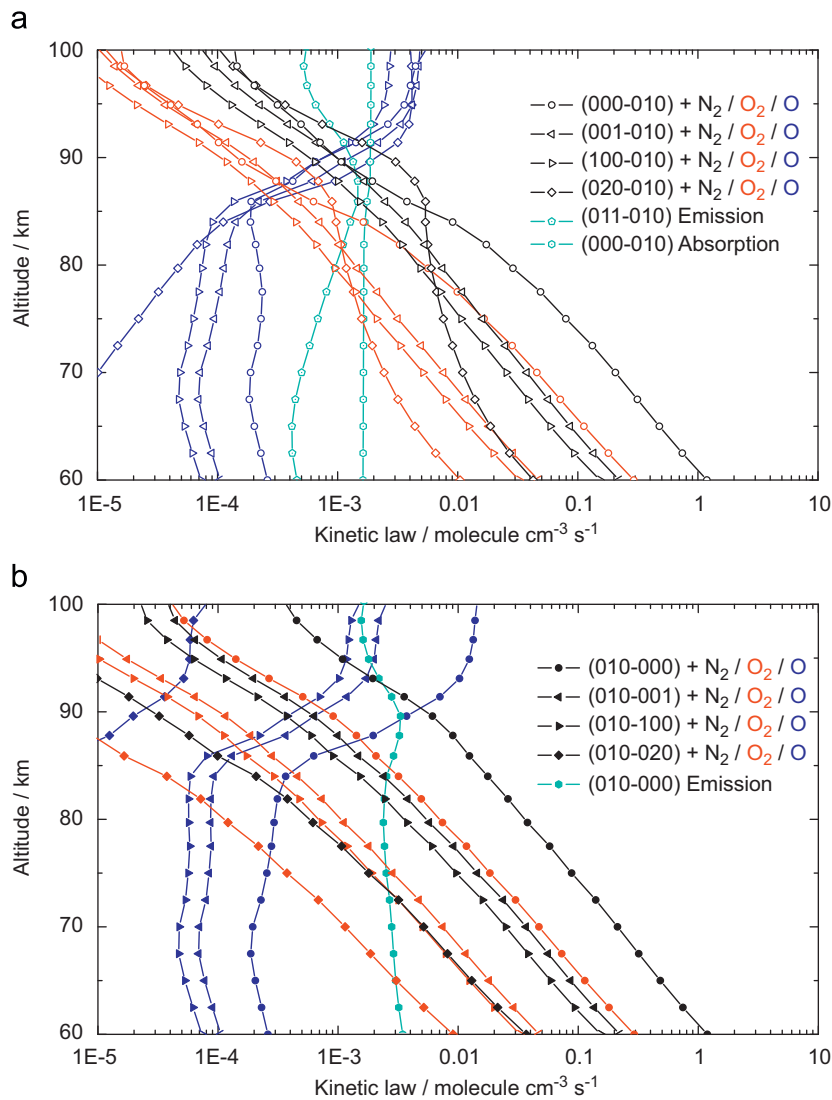 a
100
90
80
70
60
Altitude / km
(000-010) + N₂ / O₂ / O
(001-010) + N₂ / O₂ / O
(100-010) + N₂ / O₂ / O
(020-010) + N₂ / O₂ / O
(011-010) Emission
(000-010) Absorption
1E-5 1E-4 1E-3 0.01 0.1 1 10
Kinetic law / molecule cm⁻³ s⁻¹
b
100
90
80
70
60
Altitude / km
(010-000) + N₂ / O₂ / O
(010-001) + N₂ / O₂ / O
(010-100) + N₂ / O₂ / O
(010-020) + N₂ / O₂ / O
(010-000) Emission
1E-5 1E-4 1E-3 0.01 0.1 1 10
Kinetic law / molecule cm⁻³ s⁻¹